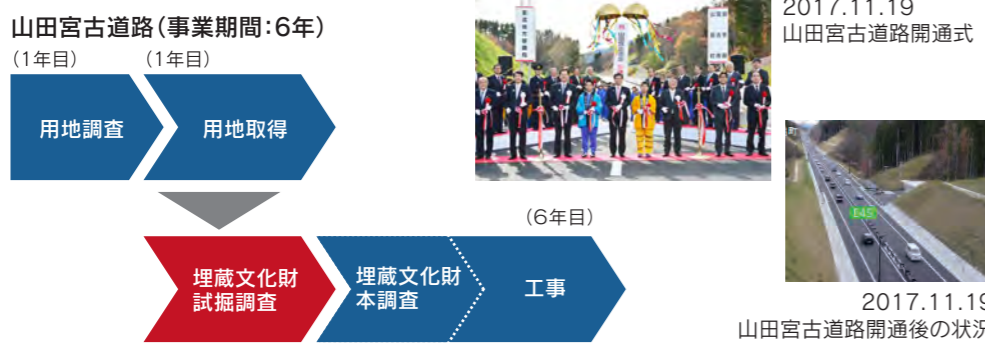 山田宮古道路（事業期間：6年）
（1年目）
（1年目）
用地調査
用地取得
（6年目）
埋蔵文化財
試掘調査
埋蔵文化財
本調査
工事
2017.11.19
山田宮古道路開通式
E45
2017.11.19
山田宮古道路開通後の状況